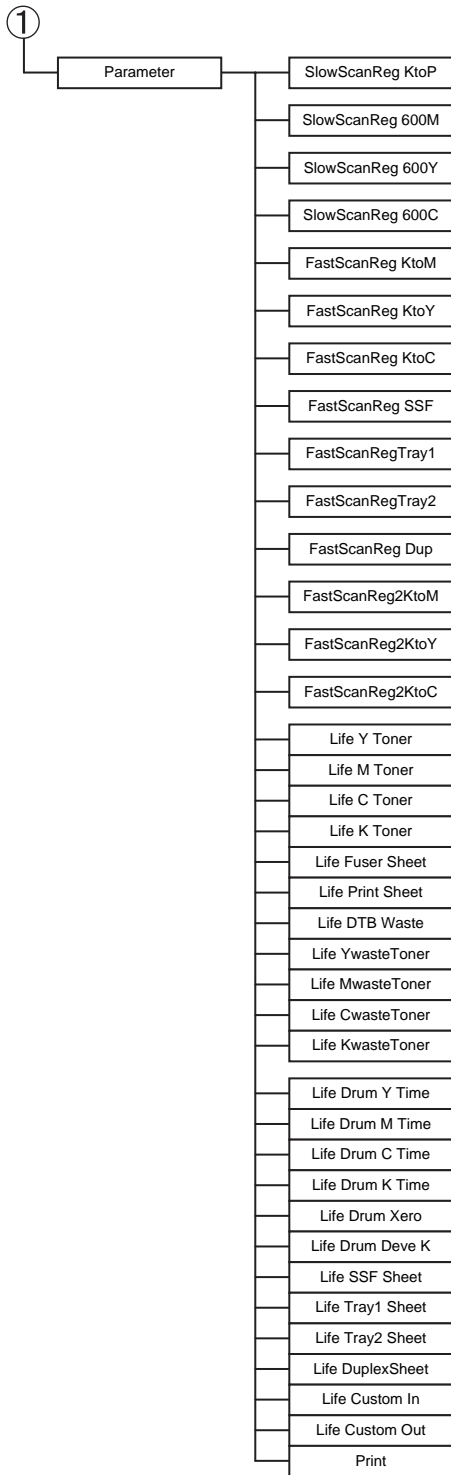 1
Parameter
SlowScanReg KtoP
SlowScanReg 600M
SlowScanReg 600Y
SlowScanReg 600C
FastScanReg KtoM
FastScanReg KtoY
FastScanReg KtoC
FastScanReg SSF
FastScanRegTray1
FastScanRegTray2
FastScanReg Dup
FastScanReg2KtoM
FastScanReg2KtoY
FastScanReg2KtoC
Life Y Toner
Life M Toner
Life C Toner
Life K Toner
Life Fuser Sheet
Life Print Sheet
Life DTB Waste
Life YwasteToner
Life MwasteToner
Life CwasteToner
Life KwasteToner
Life Drum Y Time
Life Drum M Time
Life Drum C Time
Life Drum K Time
Life Drum Xero
Life Drum Deve K
Life SSF Sheet
Life Tray1 Sheet
Life Tray2 Sheet
Life DuplexSheet
Life Custom In
Life Custom Out
Print